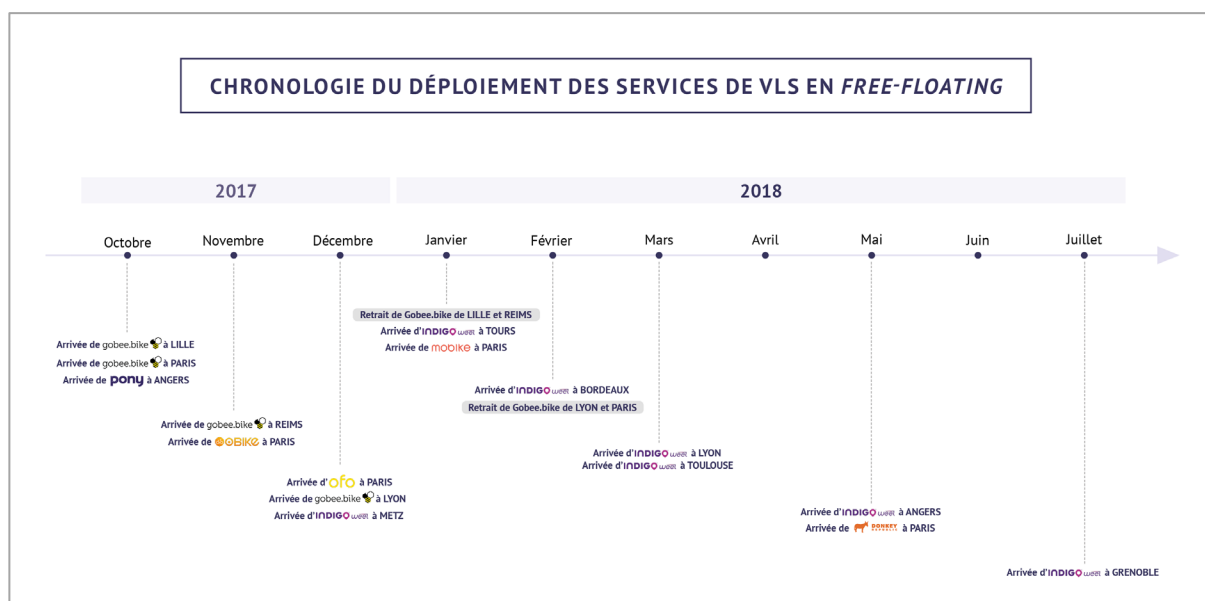 CHRONOLOGIE DU DÉPLOIEMENT DES SERVICES DE VLS EN FREE-FLOATING
2017
2018
Octobre
Novembre
Décembre
Janvier
Février
Mars
Avril
Mai
Juin
Juillet
Arrivée de gobee.bike à LILLE
Arrivée de gobee.bike à PARIS
Arrivée de pony à ANGERS
Arrivée de gobee.bike à REIMS
Arrivée de OBIKE à PARIS
Arrivée d'ofo à PARIS
Arrivée de gobee.bike à LYON
Arrivée d'INDIGO weel à METZ
Retrait de Gobee.bike de LILLE et REIMS
Arrivée d'INDIGO weel à TOURS
Arrivée de mobike à PARIS
Arrivée d'INDIGO weel à BORDEAUX
Retrait de Gobee.bike de LYON et PARIS
Arrivée d'INDIGO weel à LYON
Arrivée d'INDIGO weel à TOULOUSE
Arrivée d'INDIGO weel à ANGERS
Arrivée de DONKEY REPUBLIC à PARIS
Arrivée d'INDIGO weel à GRENOBLE